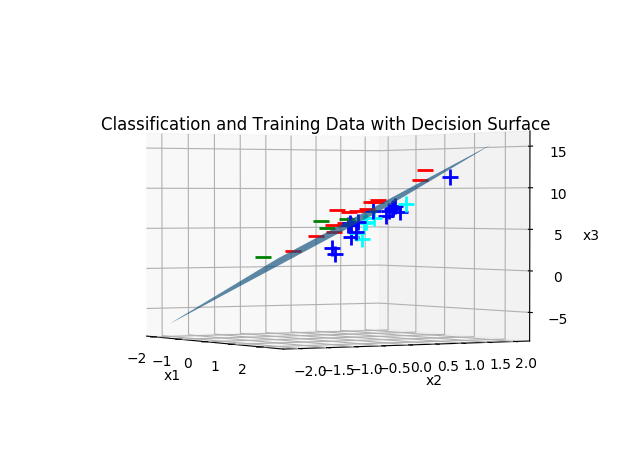 Classification and Training Data with Decision Surface
15
10
5
0
−5
x3
−2 −1 0 1 2
x1
−2.0 −1.5 −1.0 −0.5 0.0 0.5 1.0 1.5 2.0
x2